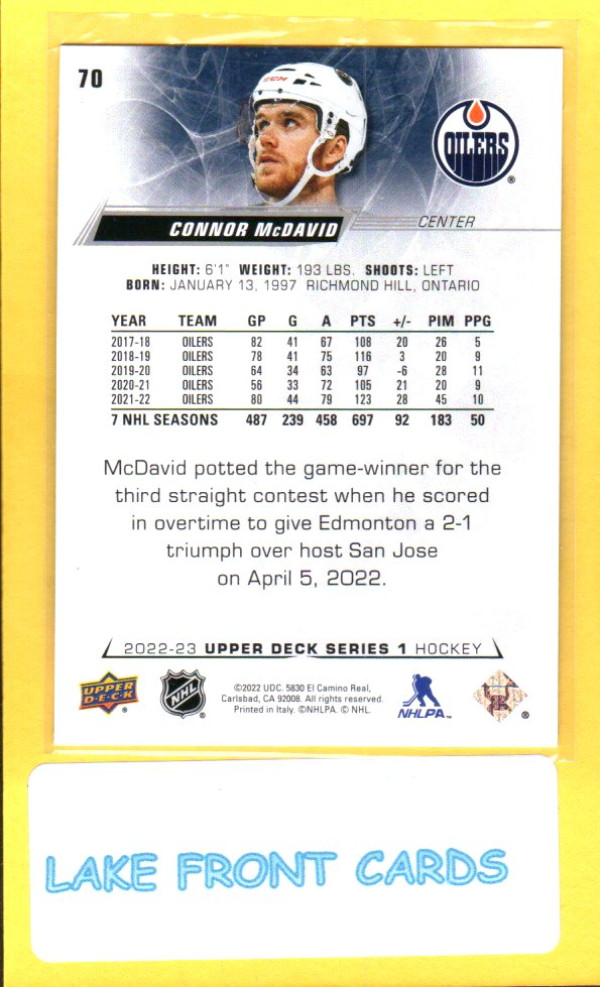 70
CCM
OILERS
CONNOR McDAVID
CENTER
HEIGHT: 6'1" WEIGHT: 193 LBS. SHOOTS: LEFT
BORN: JANUARY 13, 1997 RICHMOND HILL, ONTARIO
YEAR TEAM GP G A PTS +/- PIM PPG
2017-18 OILERS 82 41 67 108 20 26 5
2018-19 OILERS 78 41 75 116 3 20 9
2019-20 OILERS 64 34 63 97 -6 28 11
2020-21 OILERS 56 33 72 105 21 20 9
2021-22 OILERS 80 44 79 123 28 45 10
7 NHL SEASONS 487 239 458 697 92 183 50
McDavid potted the game-winner for the
third straight contest when he scored
in overtime to give Edmonton a 2-1
triumph over host San Jose
on April 5, 2022.
2022-23 UPPER DECK SERIES 1 HOCKEY
UPPER
D·E·C·K
NHL
©2022 UDC. 5830 El Camino Real,
Carlsbad, CA 92008. All rights reserved.
Printed in Italy. ©NHLPA. © NHL.
NHLPA™
LAKE FRONT CARDS